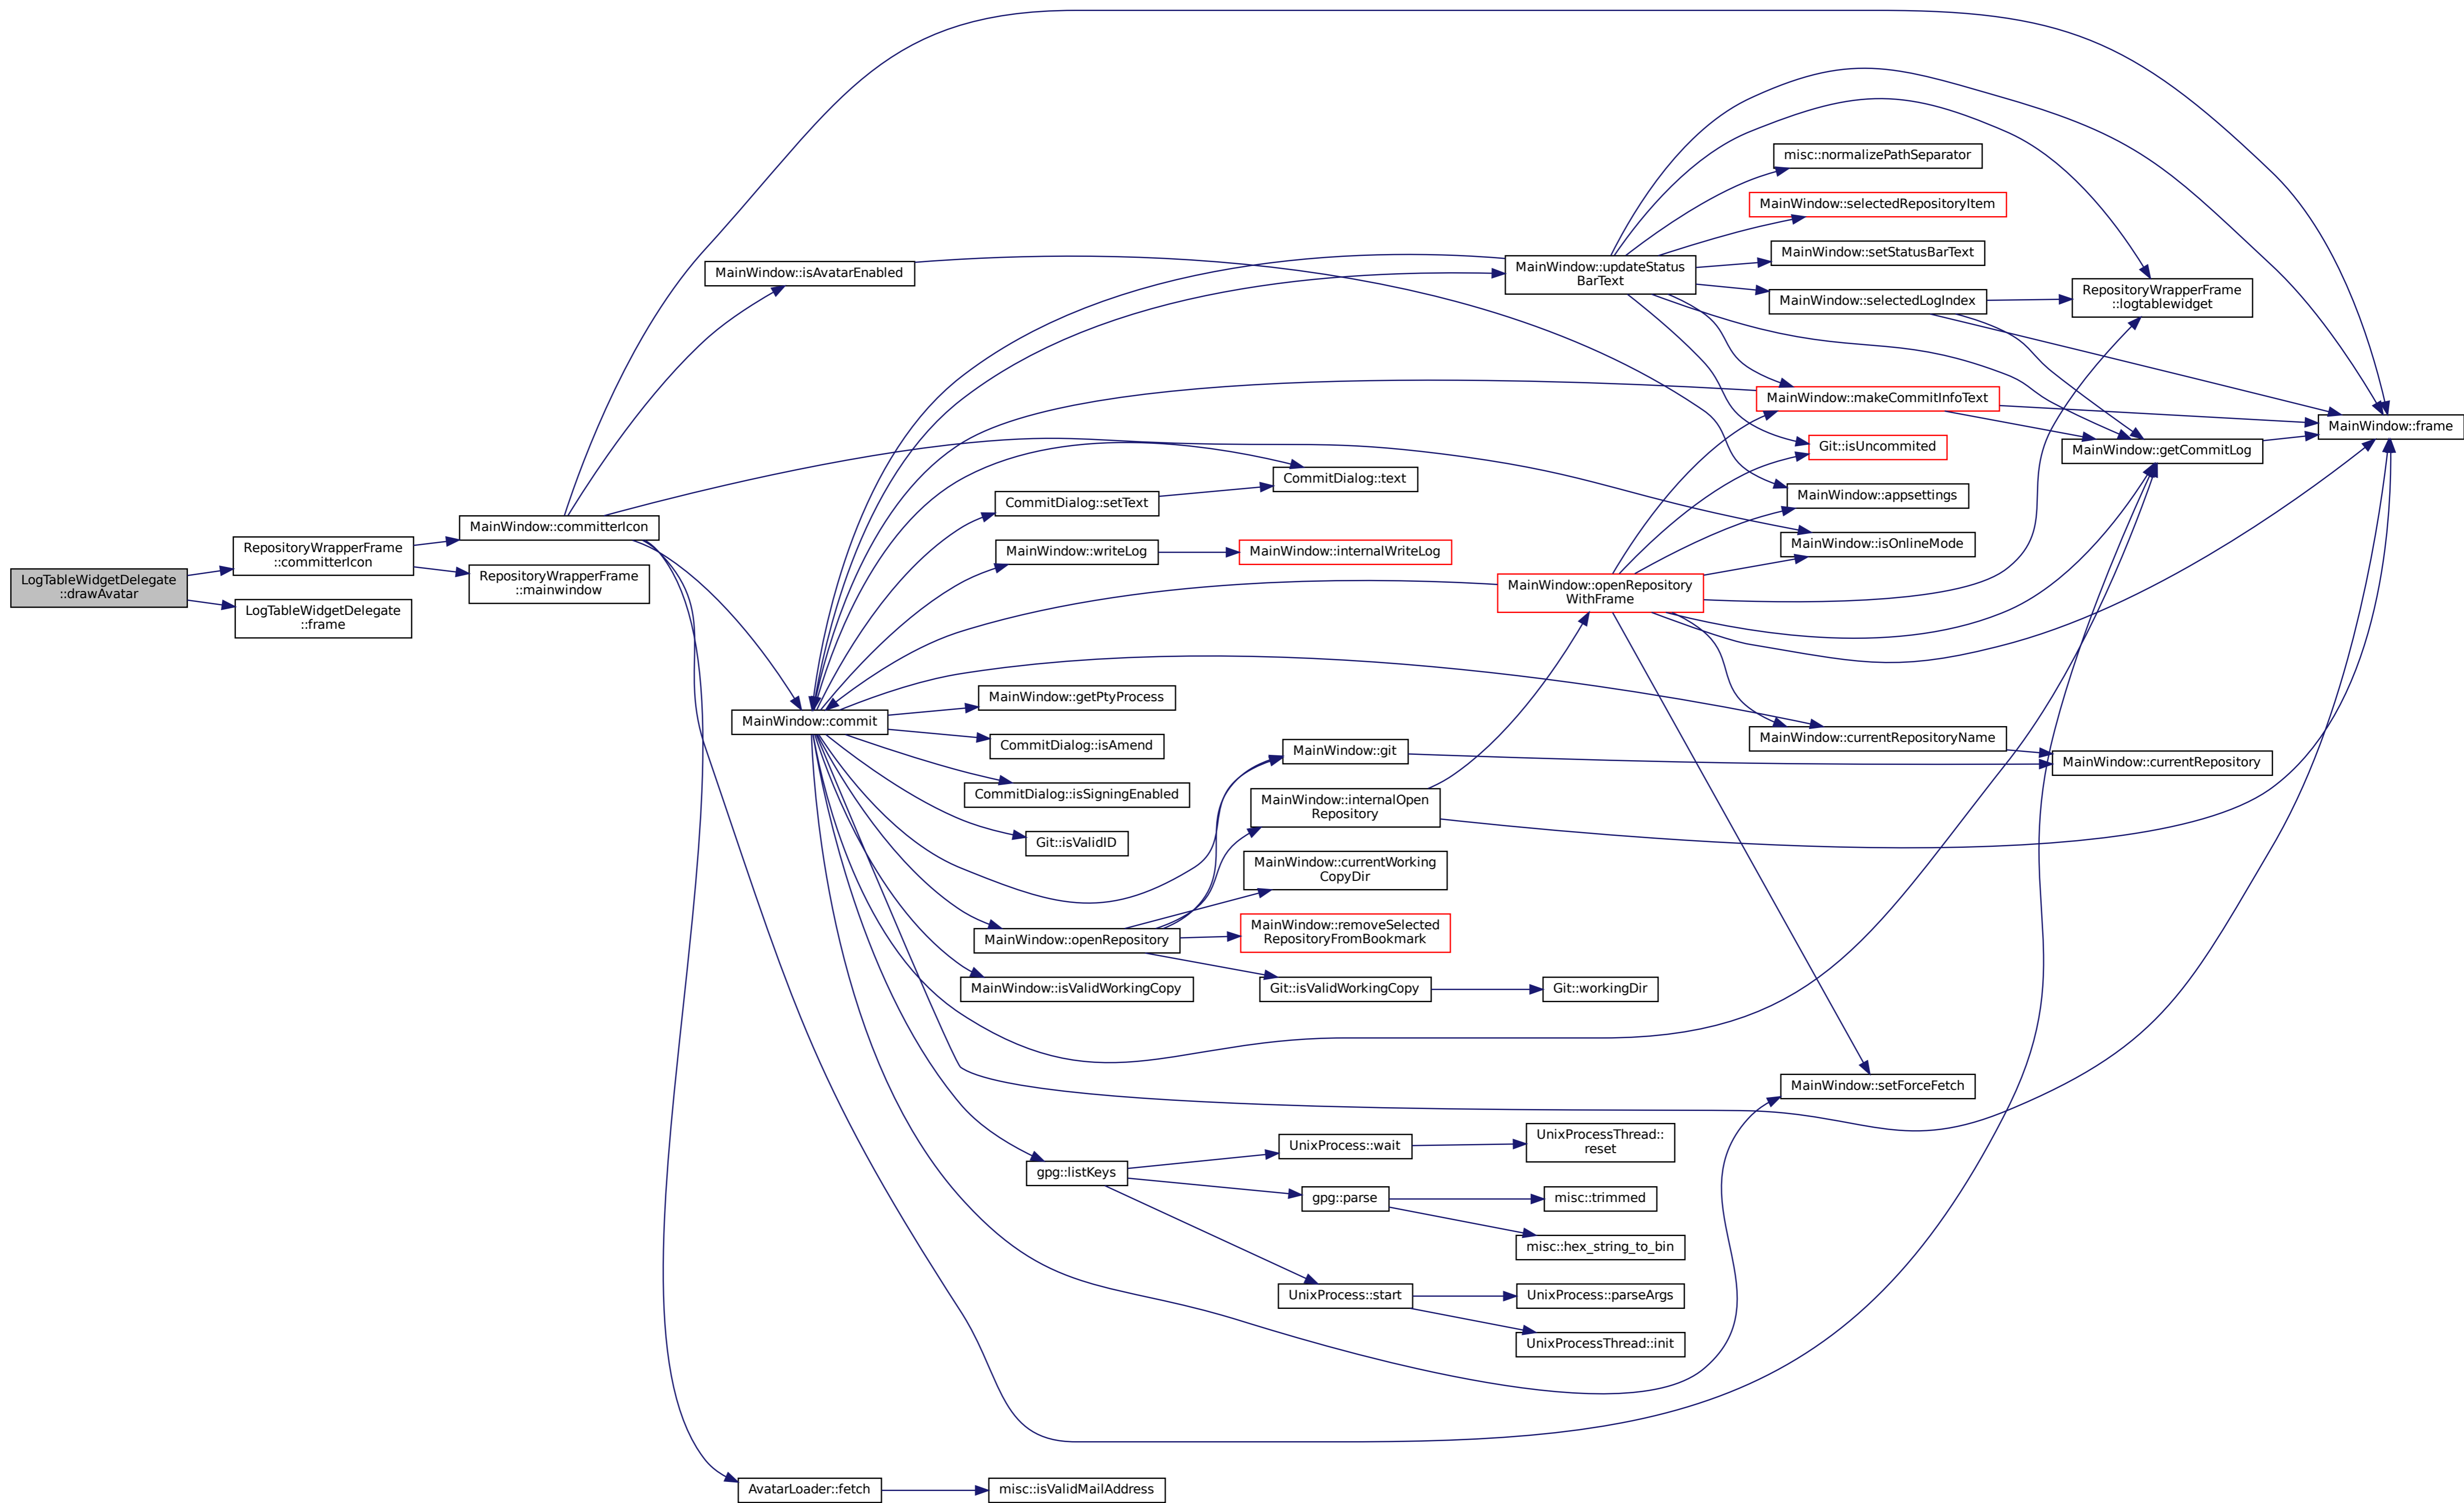 LogTableWidgetDelegate
::drawAvatar
RepositoryWrapperFrame
::committerIcon
LogTableWidgetDelegate
::frame
MainWindow::committerIcon
RepositoryWrapperFrame
::mainwindow
MainWindow::isAvatarEnabled
MainWindow::commit
AvatarLoader::fetch
misc::isValidMailAddress
CommitDialog::setText
MainWindow::writeLog
MainWindow::getPtyProcess
CommitDialog::isAmend
CommitDialog::isSigningEnabled
Git::isValidID
MainWindow::openRepository
MainWindow::isValidWorkingCopy
gpg::listKeys
CommitDialog::text
MainWindow::internalWriteLog
MainWindow::git
MainWindow::internalOpen
Repository
MainWindow::currentWorking
CopyDir
MainWindow::removeSelected
RepositoryFromBookmark
Git::isValidWorkingCopy
UnixProcess::wait
gpg::parse
UnixProcess::start
MainWindow::updateStatus
BarText
MainWindow::openRepository
WithFrame
Git::workingDir
UnixProcessThread::
reset
misc::trimmed
misc::hex_string_to_bin
UnixProcess::parseArgs
UnixProcessThread::init
misc::normalizePathSeparator
MainWindow::selectedRepositoryItem
MainWindow::setStatusBarText
MainWindow::selectedLogIndex
MainWindow::makeCommitInfoText
Git::isUncommited
MainWindow::appsettings
MainWindow::isOnlineMode
MainWindow::currentRepositoryName
MainWindow::setForceFetch
RepositoryWrapperFrame
::logtablewidget
MainWindow::getCommitLog
MainWindow::currentRepository
MainWindow::frame